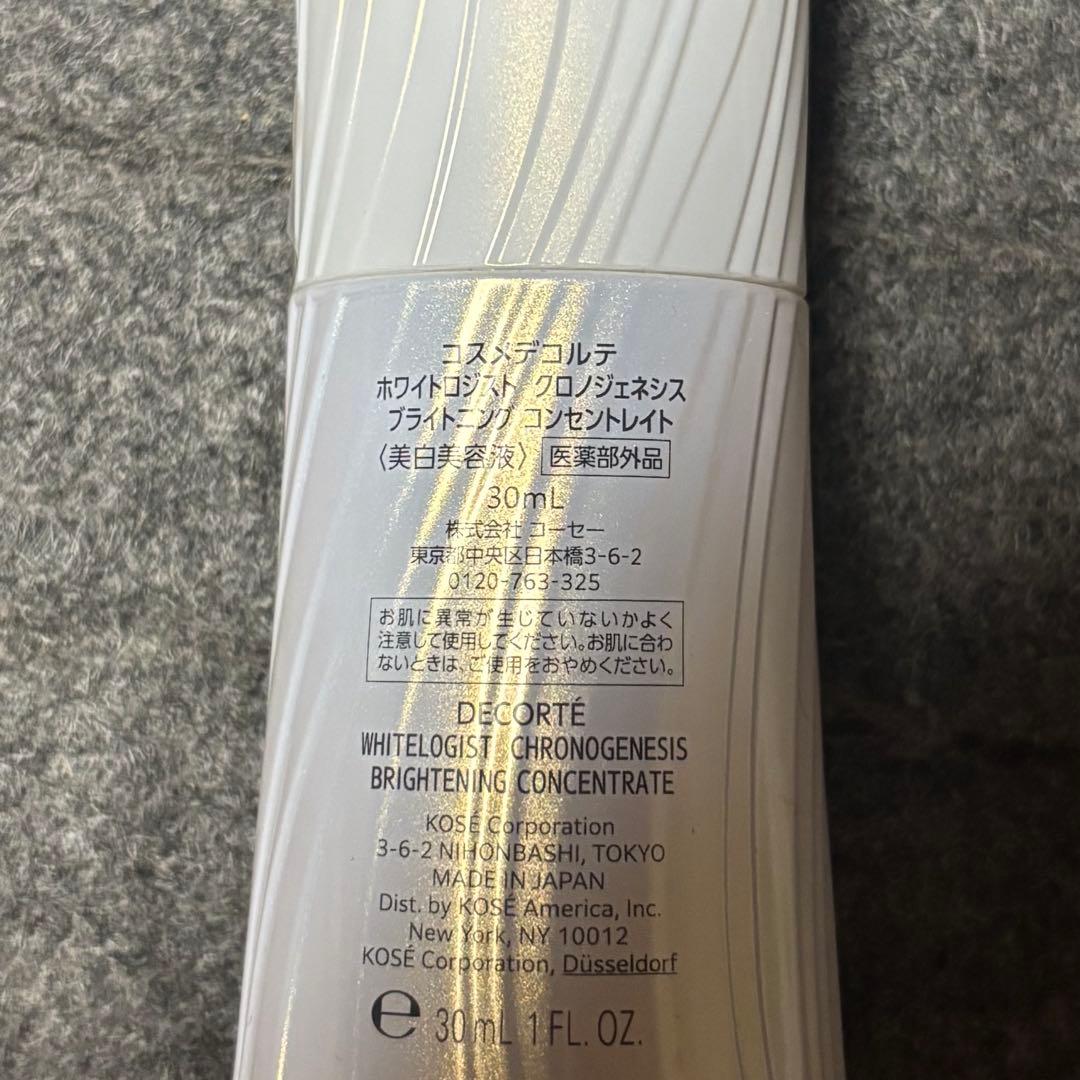 コスメデコルテ
ホワイトロジスト クロノジェネシス
ブライトニング コンセントレイト
〈美白美容液〉 医薬部外品
30mL
株式会社 コーセー
東京都中央区日本橋3-6-2
0120-763-325
お肌に異常が生じていないかよく
注意して使用してください。お肌に合わ
ないときは、ご使用をおやめください。
DECORTÉ
WHITELOGIST CHRONOGENESIS
BRIGHTENING CONCENTRATE
KOSÉ Corporation
3-6-2 NIHONBASHI, TOKYO
MADE IN JAPAN
Dist. by KOSÉ America, Inc.
New York, NY 10012
KOSÉ Corporation, Düsseldorf
℮ 30 mL 1 FL. OZ.